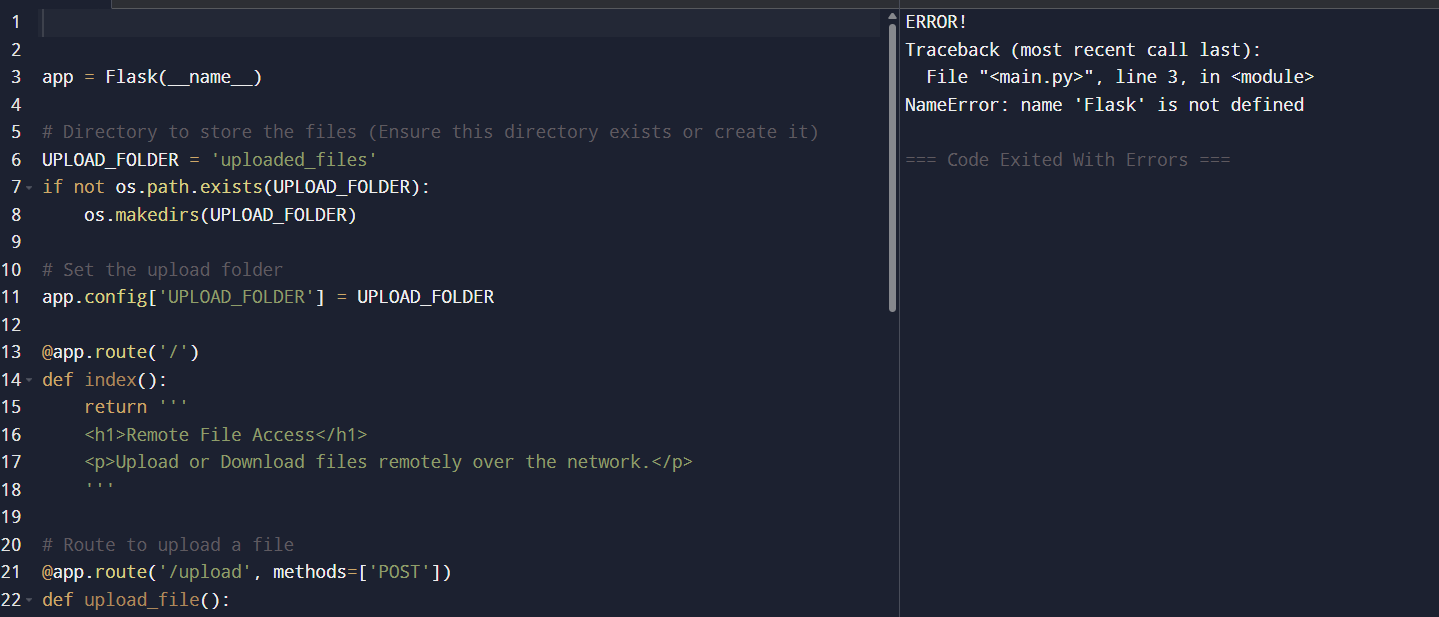 1
2
3 app = Flask(__name__)
4
5 # Directory to store the files (Ensure this directory exists or create it)
6 UPLOAD_FOLDER = 'uploaded_files'
7 if not os.path.exists(UPLOAD_FOLDER):
8     os.makedirs(UPLOAD_FOLDER)
9
10 # Set the upload folder
11 app.config['UPLOAD_FOLDER'] = UPLOAD_FOLDER
12
13 @app.route('/')
14 def index():
15     return '''
16     <h1>Remote File Access</h1>
17     <p>Upload or Download files remotely over the network.</p>
18     '''
19
20 # Route to upload a file
21 @app.route('/upload', methods=['POST'])
22 def upload_file():
ERROR!
Traceback (most recent call last):
  File "<main.py>", line 3, in <module>
NameError: name 'Flask' is not defined
=== Code Exited With Errors ===